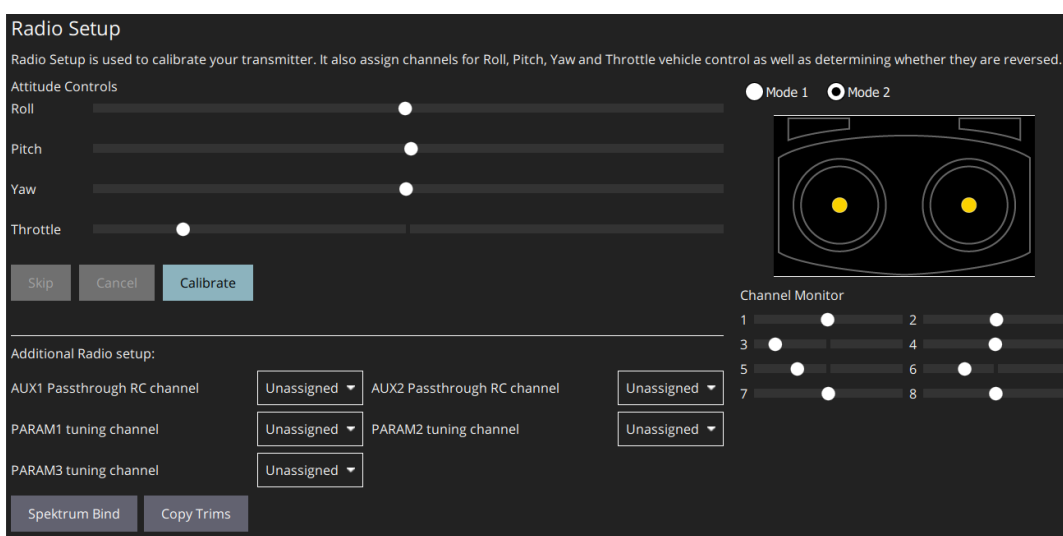 Radio Setup
Radio Setup is used to calibrate your transmitter. It also assign channels for Roll, Pitch, Yaw and Throttle vehicle control as well as determining whether they are reversed.
Attitude Controls
Roll
Pitch
Yaw
Throttle
Skip Cancel Calibrate
Mode 1 Mode 2
Channel Monitor
1 2
3 4
5 6
7 8
Additional Radio setup:
AUX1 Passthrough RC channel Unassigned AUX2 Passthrough RC channel Unassigned
PARAM1 tuning channel Unassigned PARAM2 tuning channel Unassigned
PARAM3 tuning channel Unassigned
Spektrum Bind Copy Trims